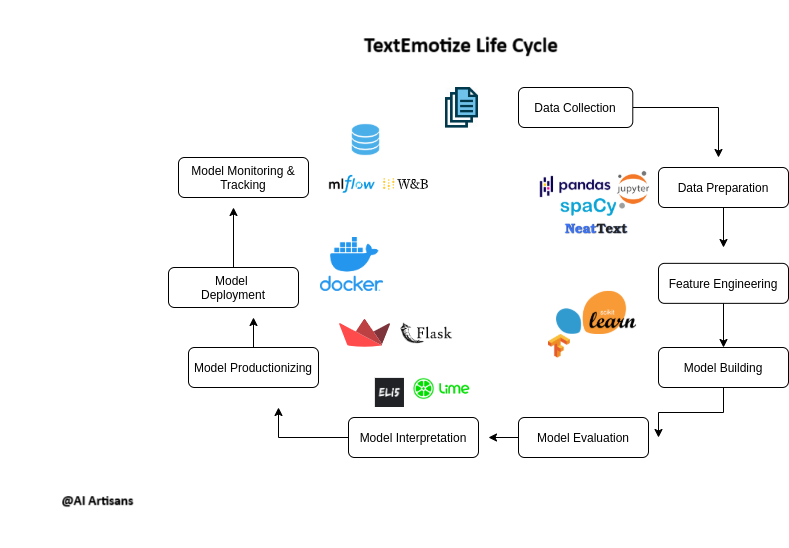 TextEmotize Life Cycle
Data Collection
Model Monitoring &
Tracking
mlflow
W&B
pandas
jupyter
spaCy
NeatText
Data Preparation
Model
Deployment
docker
Feature Engineering
scikit
learn
Flask
Model Productionizing
Model Building
ELI5
Lime
Model Interpretation
Model Evaluation
@AI Artisans